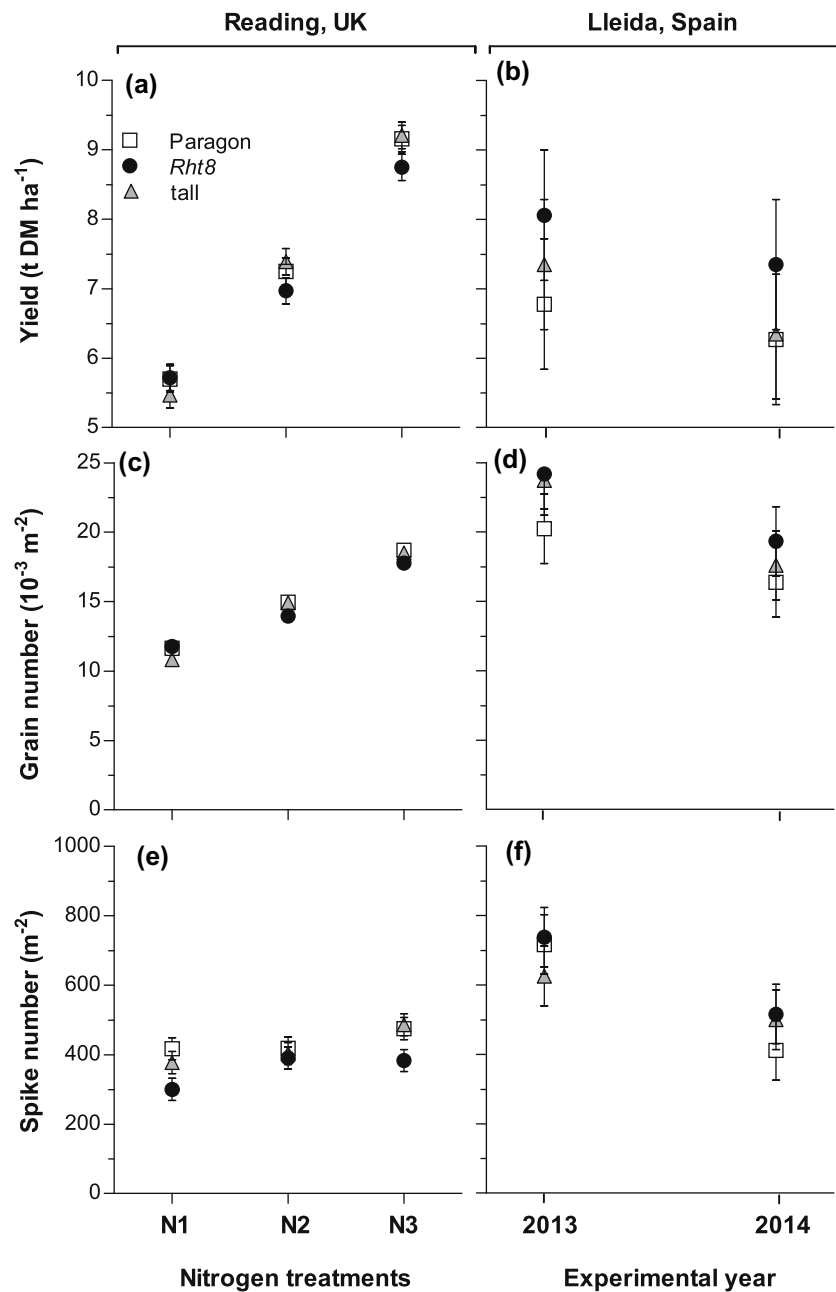 Reading, UK
Lleida, Spain
(a)
(b)
10
9
8
7
6
5
Yield (t DM ha⁻¹)
Paragon
Rht8
tall
(c)
(d)
25
20
15
10
5
0
Grain number (10⁻³ m⁻²)
(e)
(f)
1000
800
600
400
200
0
Spike number (m⁻²)
N1
N2
N3
2013
2014
Nitrogen treatments
Experimental year